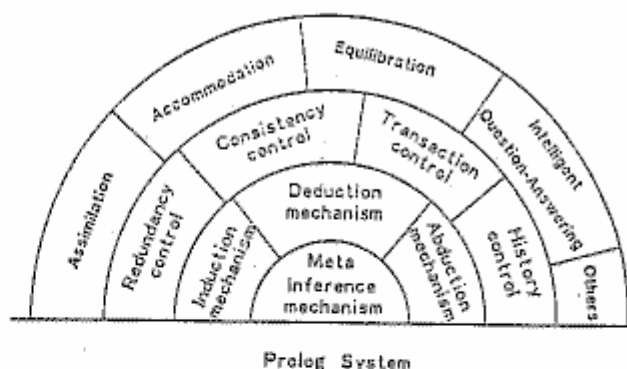 Assimilation
Accommodation
Equilibration
Intelligent
Question-Answering
Others
Redundancy
control
Consistency
control
Transaction
control
History
control
Induction
mechanism
Deduction
mechanism
Abduction
mechanism
Meta
inference
mechanism
Prolog System